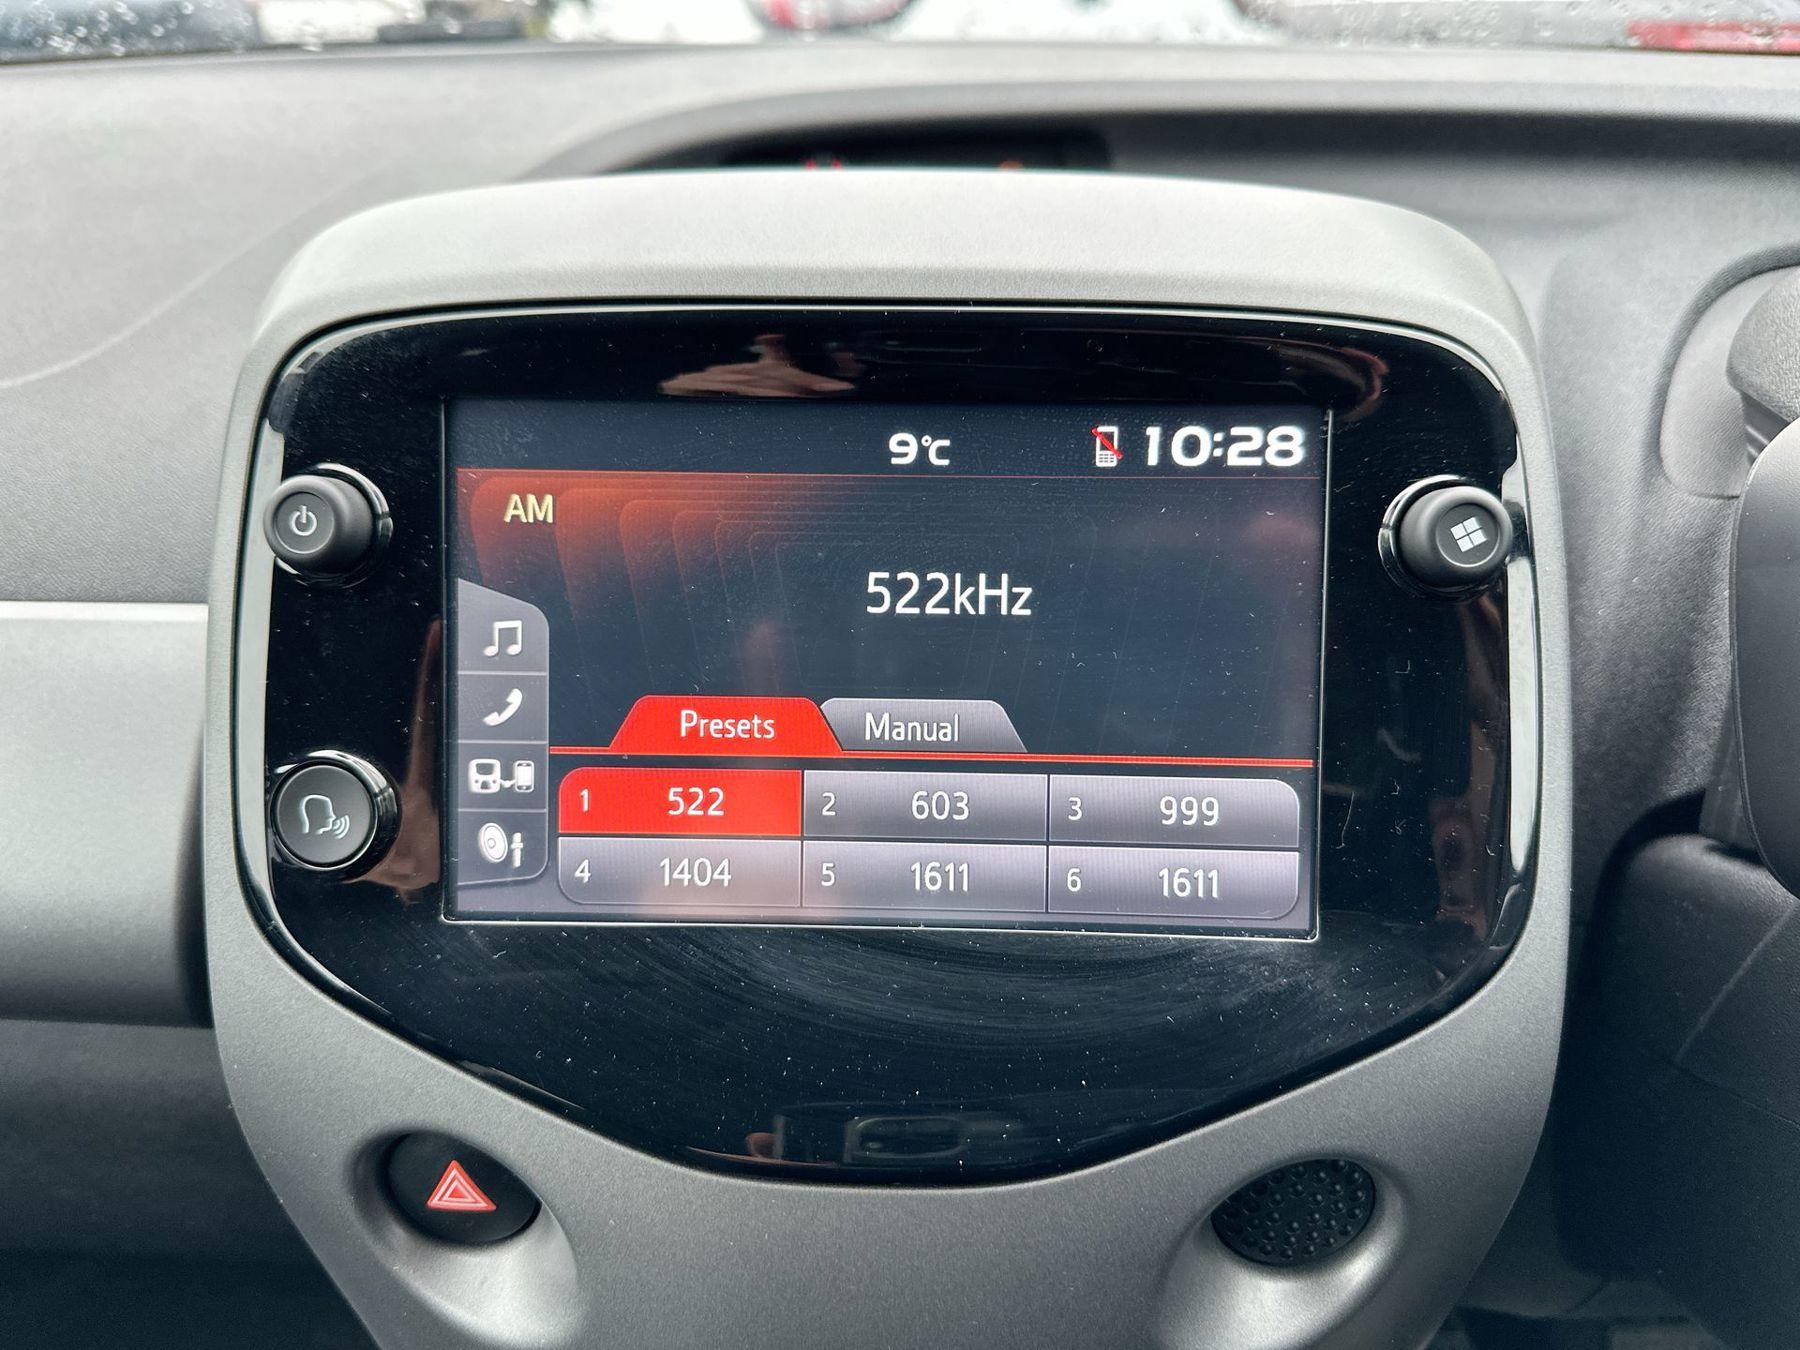 9°C 10:28
AM
522kHz
Presets Manual
1 522 2 603 3 999
4 1404 5 1611 6 1611